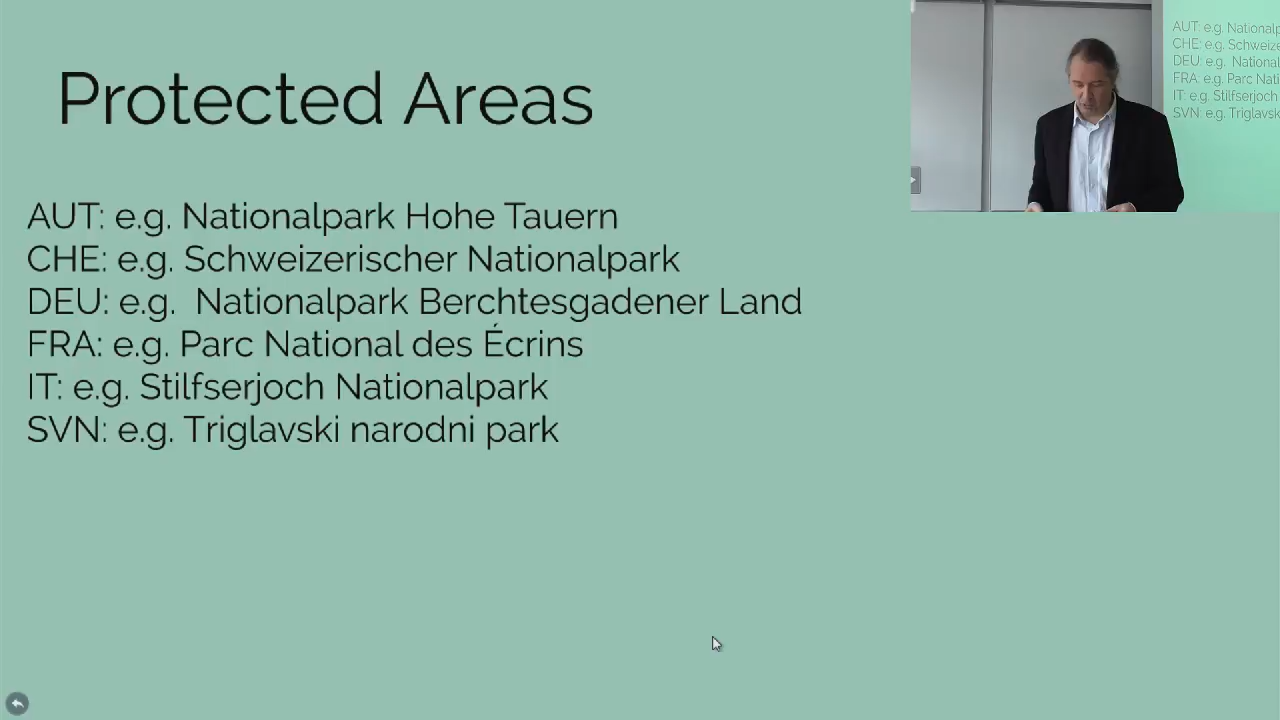 Protected Areas
AUT: e.g. Nationalpark Hohe Tauern
CHE: e.g. Schweizerischer Nationalpark
DEU: e.g. Nationalpark Berchtesgadener Land
FRA: e.g. Parc National des Écrins
IT: e.g. Stilfserjoch Nationalpark
SVN: e.g. Triglavski narodni park
AUT: e.g. Nationalp
CHE: e.g. Schweize
DEU: e.g. National
FRA: e.g. Parc Nati
IT: e.g. Stilfserjoch
SVN: e.g. Triglavsk